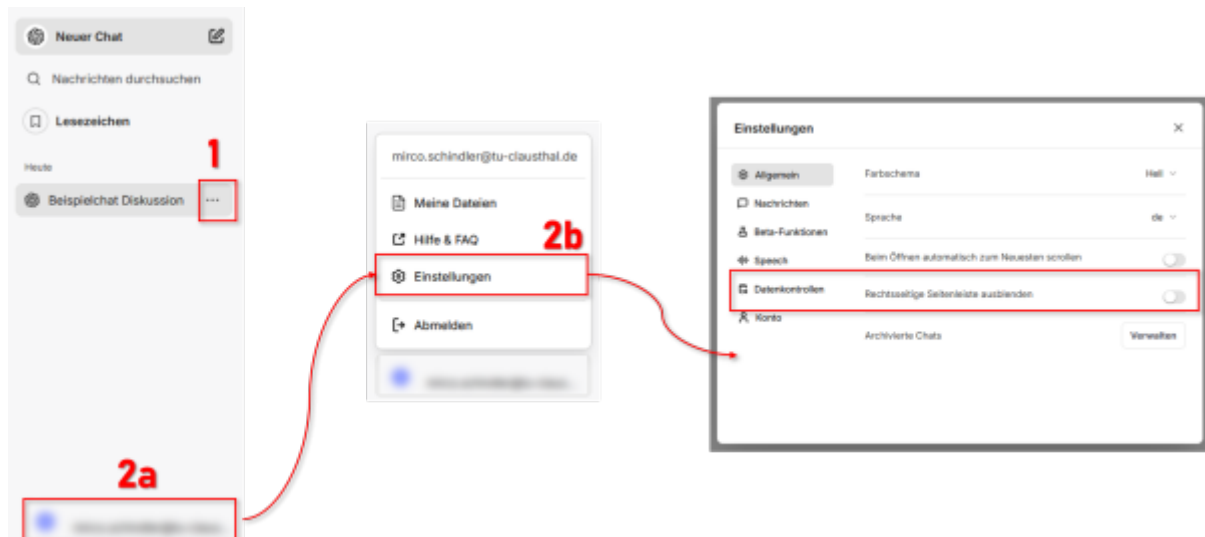 Neuer Chat
Nachrichten durchsuchen
Lesezeichen
Heute
1
Beispielchat Diskussion
2a
mirco.schindler@tu-clausthal.de
Meine Dateien
Hilfe & FAQ
2b
Einstellungen
Abmelden
Einstellungen
Allgemein
Farbschema
Hell
Nachrichten
Sprache
de
Beta-Funktionen
Speech
Beim Öffnen automatisch zum Neuesten scrollen
Datenkontrollen
Rechtsseitige Seitenleiste ausblenden
Konto
Archivierte Chats
Verwalten